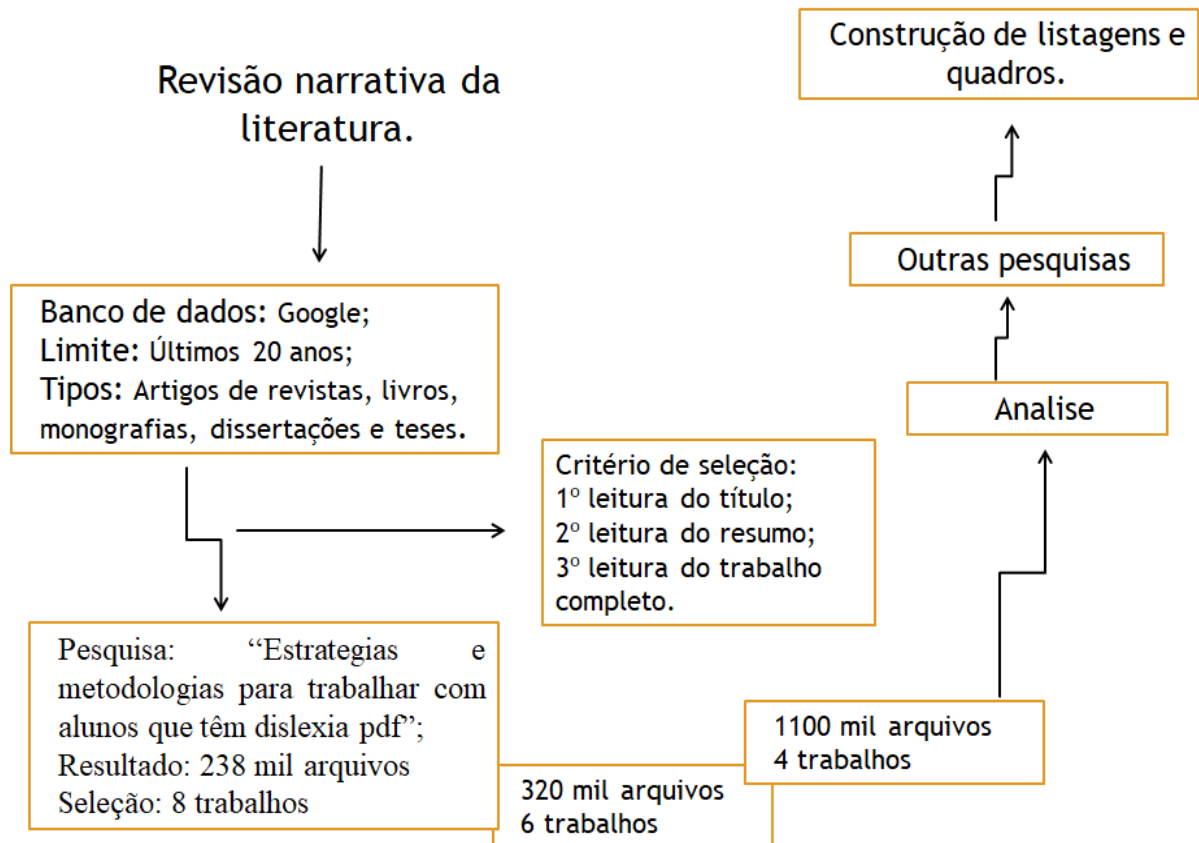 Revisão narrativa da
literatura.
Banco de dados: Google;
Limite: Últimos 20 anos;
Tipos: Artigos de revistas, livros,
monografias, dissertações e teses.
Critério de seleção:
1º leitura do título;
2º leitura do resumo;
3º leitura do trabalho
completo.
Pesquisa: “Estrategias e
metodologias para trabalhar com
alunos que têm dislexia pdf”;
Resultado: 238 mil arquivos
Seleção: 8 trabalhos
320 mil arquivos
6 trabalhos
1100 mil arquivos
4 trabalhos
Analise
Outras pesquisas
Construção de listagens e
quadros.